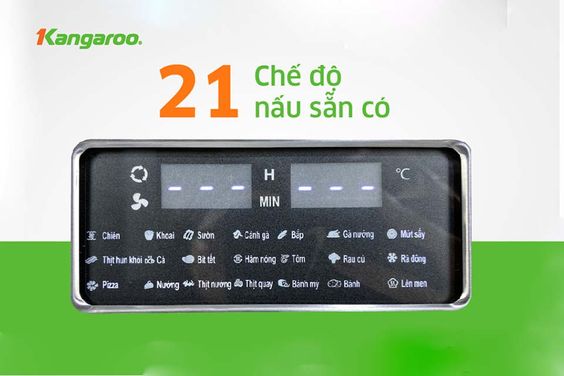 Kangaroo
21
Chế độ
nấu sẵn có
H
°C
MIN
Chiên Khoai Sườn Cánh gà Bắp Gà nướng Mứt sấy
Thịt hun khói Cá Bít tết Hâm nóng Tôm Rau củ Rã đông
Pizza Nướng Thịt nướng Thịt quay Bánh mỳ Bánh Lên men